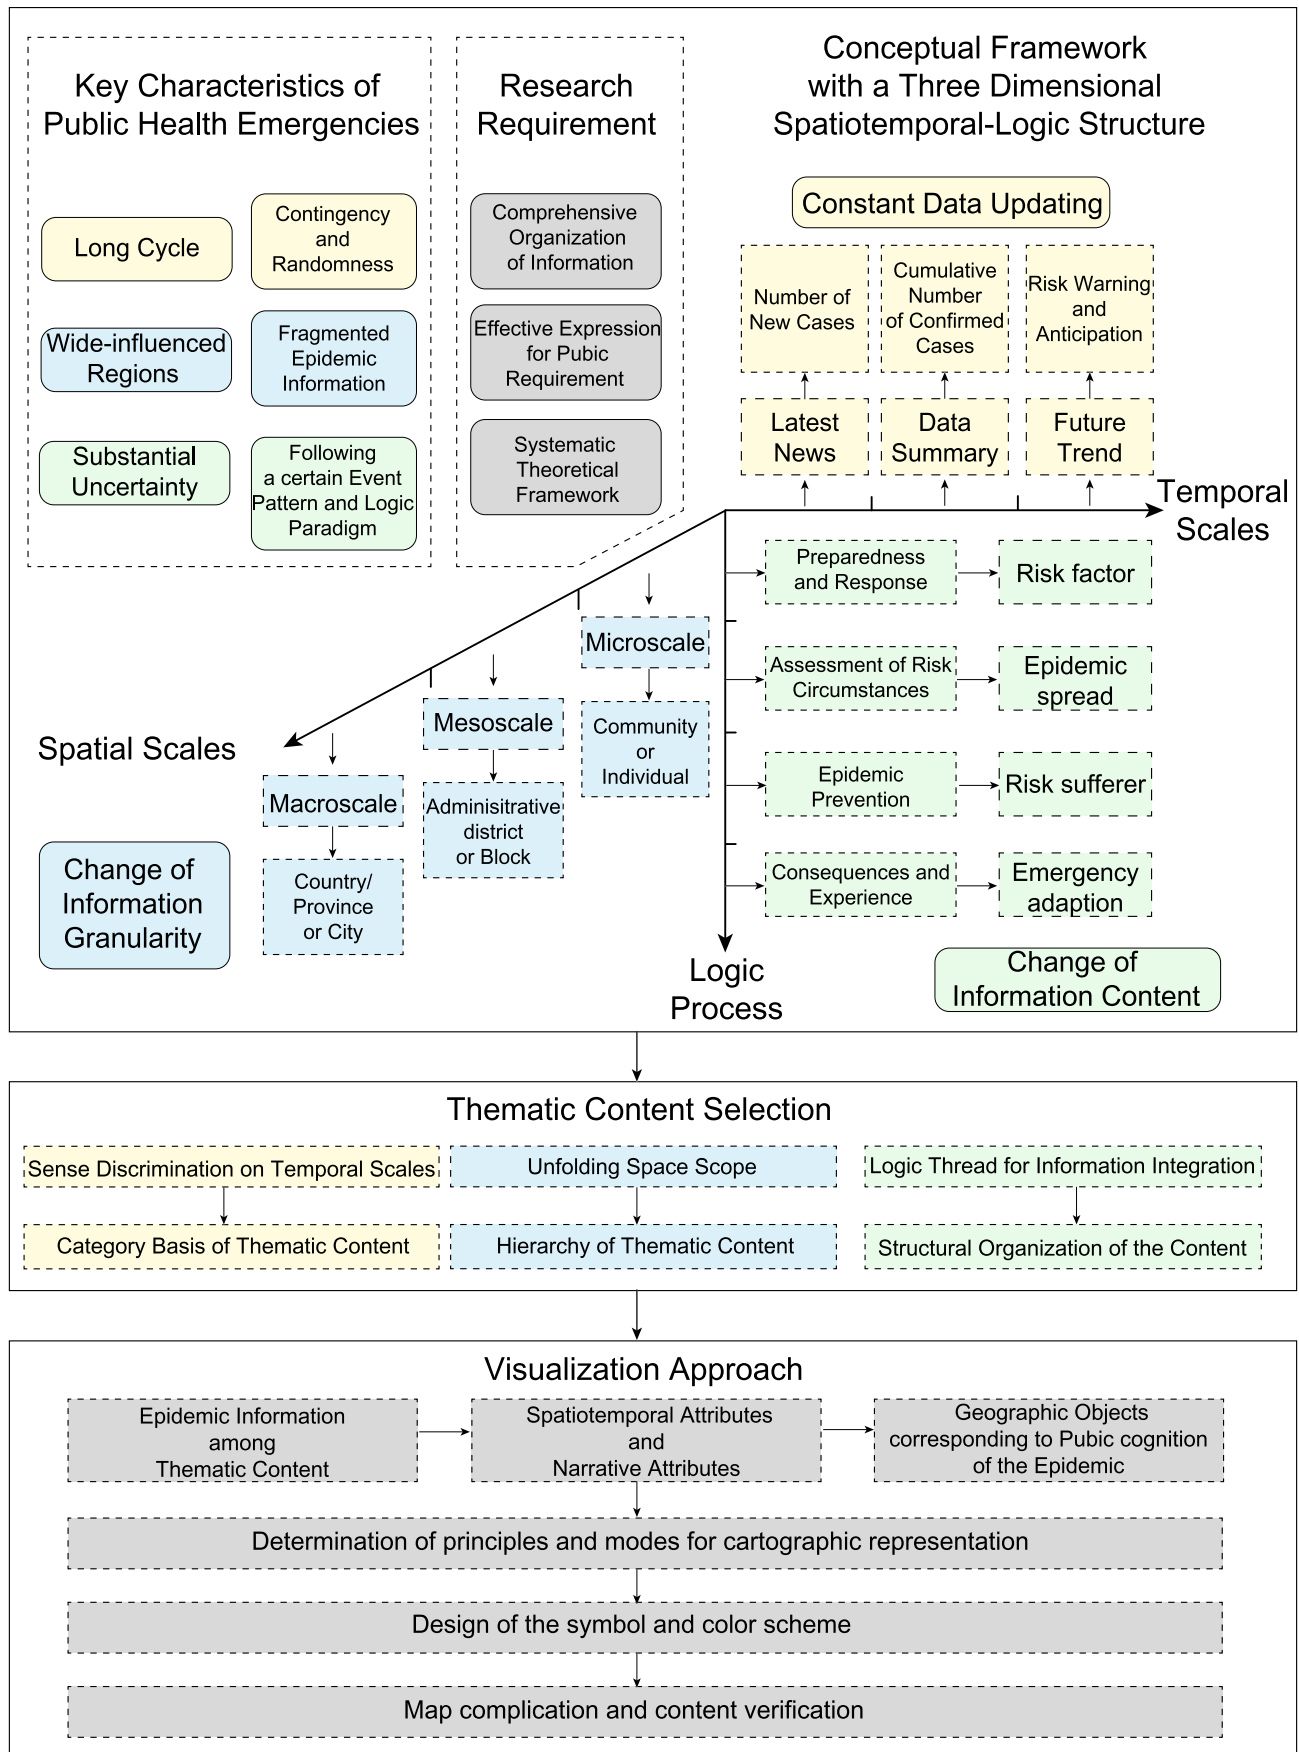 Key Characteristics of
Public Health Emergencies
Long Cycle
Contingency
and
Randomness
Wide-influenced
Regions
Fragmented
Epidemic
Information
Substantial
Uncertainty
Following
a certain Event
Pattern and Logic
Paradigm
Research
Requirement
Comprehensive
Organization
of Information
Effective Expression
for Pubic
Requirement
Systematic
Theoretical
Framework
Conceptual Framework
with a Three Dimensional
Spatiotemporal-Logic Structure
Constant Data Updating
Number of
New Cases
Cumulative
Number
of Confirmed
Cases
Risk Warning
and
Anticipation
Latest
News
Data
Summary
Future
Trend
Temporal
Scales
Preparedness
and Response
Risk factor
Assessment of Risk
Circumstances
Epidemic
spread
Epidemic
Prevention
Risk sufferer
Consequences and
Experience
Emergency
adaption
Logic
Process
Change of
Information Content
Microscale
Community
or
Individual
Mesoscale
Adminisitrative
district
or Block
Macroscale
Country/
Province
or City
Spatial Scales
Change of
Information
Granularity
Thematic Content Selection
Sense Discrimination on Temporal Scales
Unfolding Space Scope
Logic Thread for Information Integration
Category Basis of Thematic Content
Hierarchy of Thematic Content
Structural Organization of the Content
Visualization Approach
Epidemic Information
among
Thematic Content
Spatiotemporal Attributes
and
Narrative Attributes
Geographic Objects
corresponding to Pubic cognition
of the Epidemic
Determination of principles and modes for cartographic representation
Design of the symbol and color scheme
Map complication and content verification